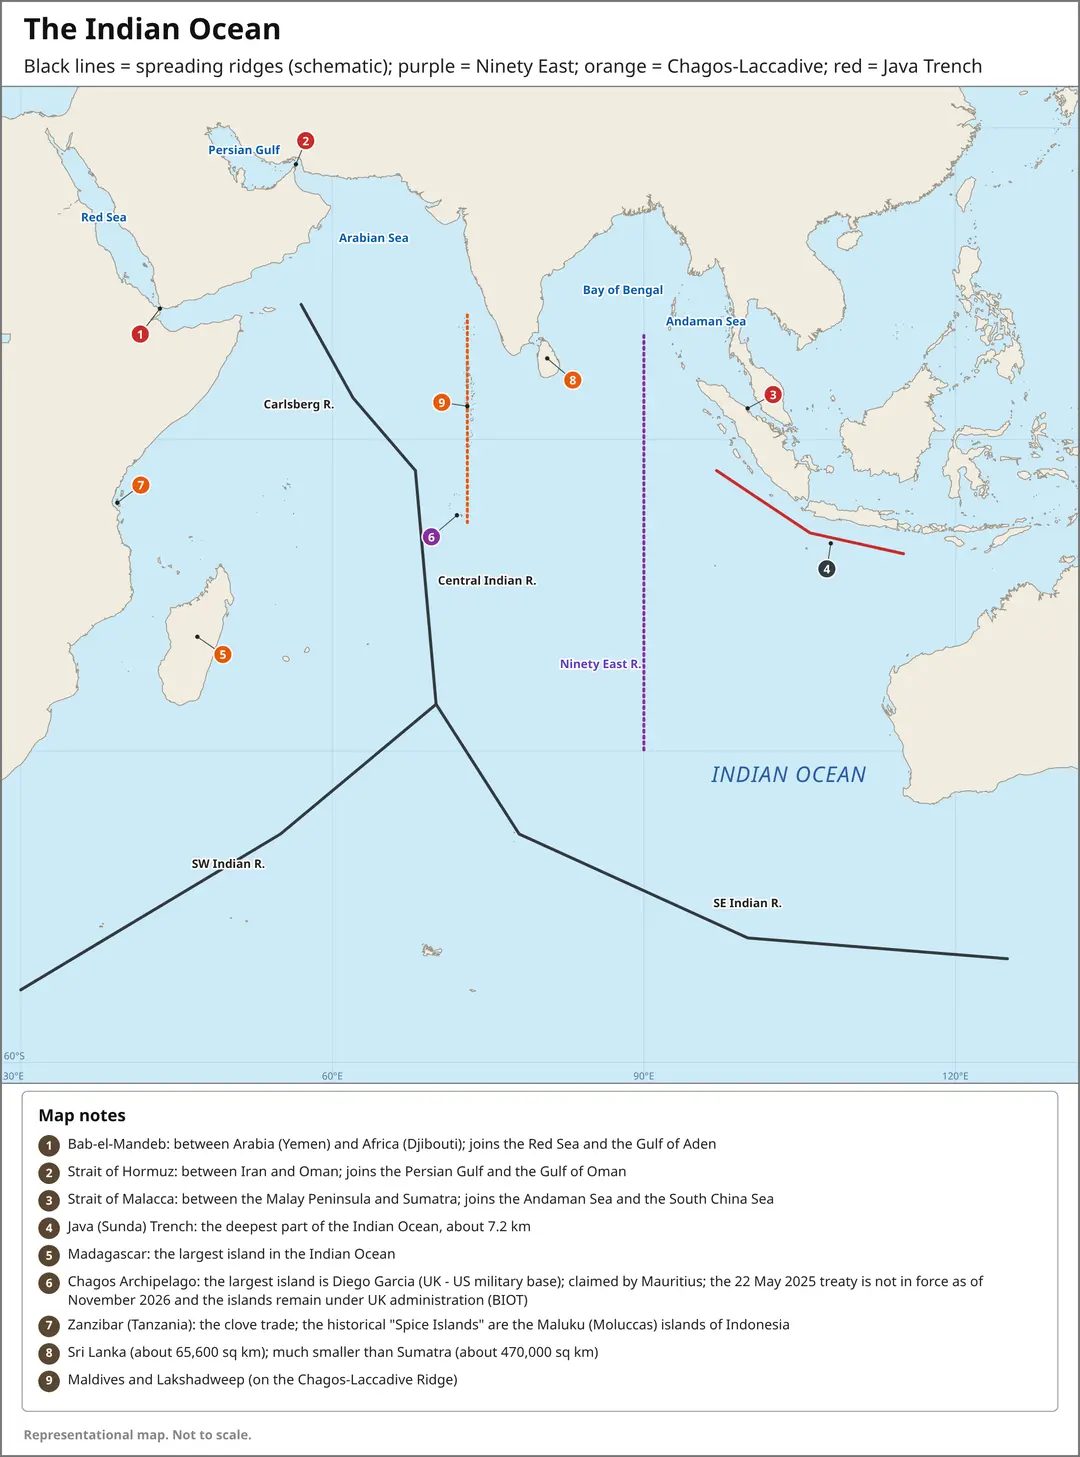 The Indian Ocean
Black lines = spreading ridges (schematic); purple = Ninety East; orange = Chagos-Laccadive; red = Java Trench
2
Persian Gulf
Red Sea
Arabian Sea
Bay of Bengal
Andaman Sea
1
8
3
9
Carlsberg R.
7
6
4
Central Indian R.
5
Ninety East R.
INDIAN OCEAN
SW Indian R.
SE Indian R.
60°S
30°E
60°E
90°E
120°E
Map notes
1 Bab-el-Mandeb: between Arabia (Yemen) and Africa (Djibouti); joins the Red Sea and the Gulf of Aden
2 Strait of Hormuz: between Iran and Oman; joins the Persian Gulf and the Gulf of Oman
3 Strait of Malacca: between the Malay Peninsula and Sumatra; joins the Andaman Sea and the South China Sea
4 Java (Sunda) Trench: the deepest part of the Indian Ocean, about 7.2 km
5 Madagascar: the largest island in the Indian Ocean
6 Chagos Archipelago: the largest island is Diego Garcia (UK - US military base); claimed by Mauritius; the 22 May 2025 treaty is not in force as of
November 2026 and the islands remain under UK administration (BIOT)
7 Zanzibar (Tanzania): the clove trade; the historical "Spice Islands" are the Maluku (Moluccas) islands of Indonesia
8 Sri Lanka (about 65,600 sq km); much smaller than Sumatra (about 470,000 sq km)
9 Maldives and Lakshadweep (on the Chagos-Laccadive Ridge)
Representational map. Not to scale.